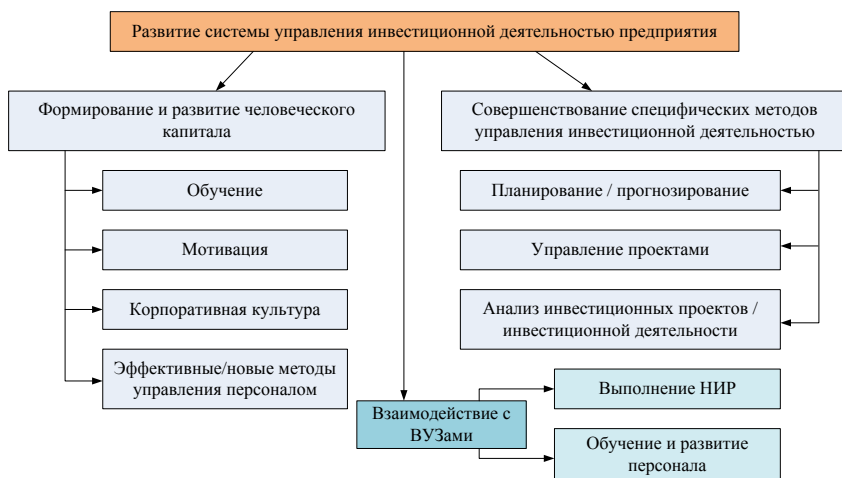 Развитие системы управления инвестиционной деятельностью предприятия
Формирование и развитие человеческого
капитала
Обучение
Мотивация
Корпоративная культура
Эффективные/новые методы
управления персоналом
Совершенствование специфических методов
управления инвестиционной деятельностью
Планирование / прогнозирование
Управление проектами
Анализ инвестиционных проектов /
инвестиционной деятельности
Взаимодействие с
ВУЗами
Выполнение НИР
Обучение и развитие
персонала